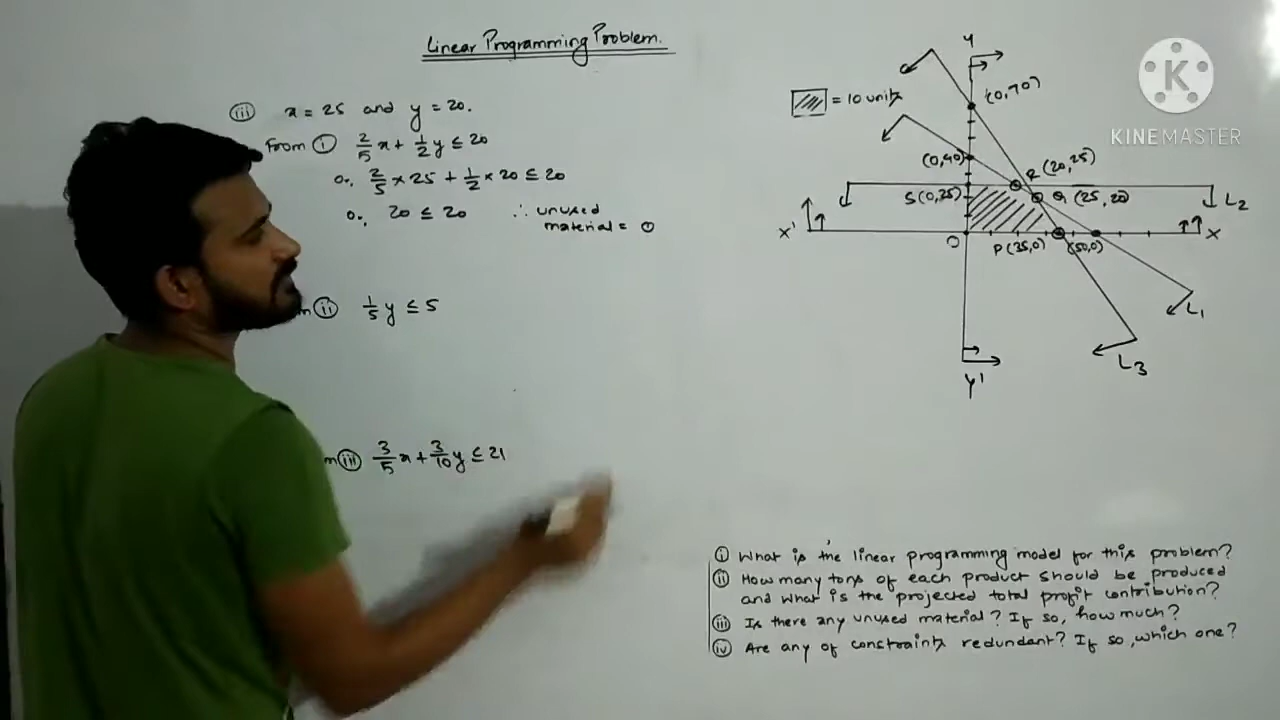 Linear Programming Problem.
(iii) x = 25 and y = 20.
From (i) 2/5 x + 1/2 y ≤ 20
o., 2/5 × 25 + 1/2 × 20 ≤ 20
o., 20 ≤ 20 ∴ unused
material = 0
(ii) 1/5 y ≤ 5
(iii) 3/5 x + 3/10 y ≤ 21
= 10 units
Y
(0,70)
(0,40)
R (20,25)
S(0,25)
Q (25,20)
L2
X'
O
P(35,0)
(50,0)
X
L1
L3
Y'
K
KINEMASTER
(i) What is the linear programming model for this problem?
(ii) How many tons of each product should be produced
and what is the projected total profit contribution?
(iii) Is there any unused material? If so, how much?
(iv) Are any of constraints redundant? If so, which one?